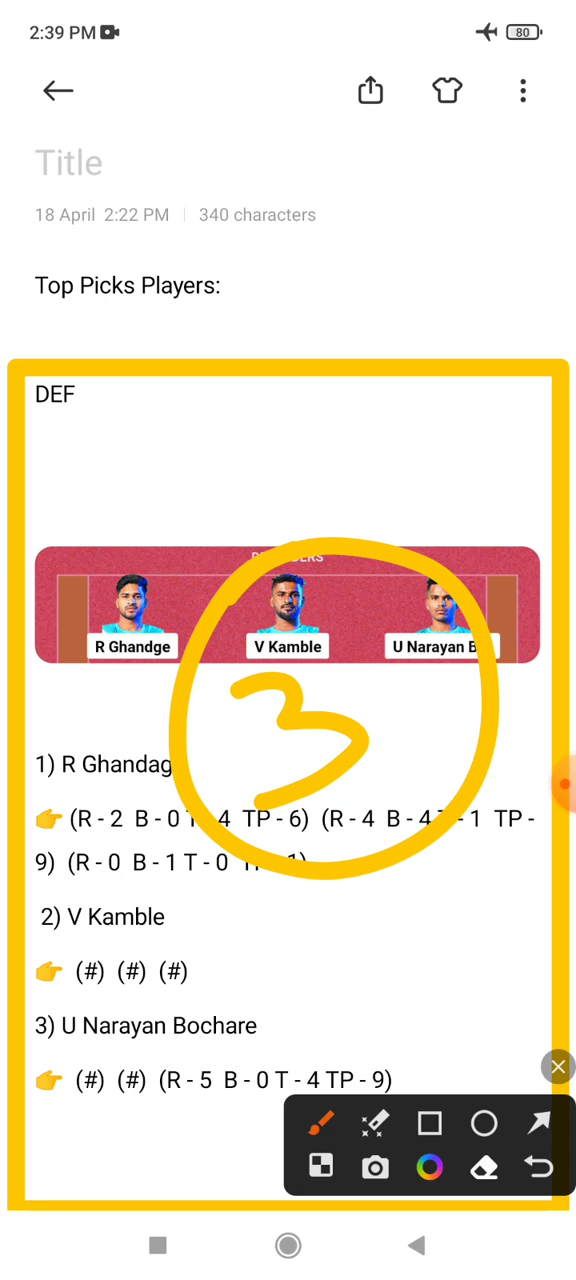 2:39 PM
80
Title
18 April 2:22 PM | 340 characters
Top Picks Players:
DEF
R Ghandge
V Kamble
U Narayan B
3
1) R Ghandag
👉 (R - 2 B - 0 T 4 TP - 6) (R - 4 B - 4 T - 1 TP -
9) (R - 0 B - 1 T - 0 1)
2) V Kamble
👉 (#) (#) (#)
3) U Narayan Bochare
👉 (#) (#) (R - 5 B - 0 T - 4 TP - 9)